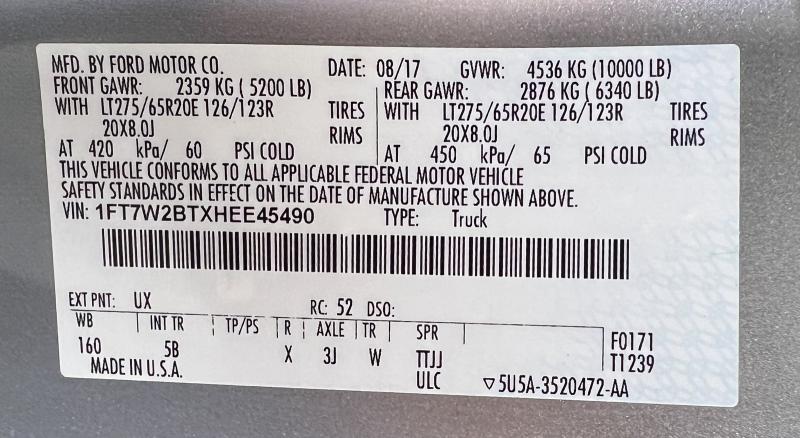 MFD. BY FORD MOTOR CO. DATE: 08/17 GVWR: 4536 KG (10000 LB)
FRONT GAWR: 2359 KG (5200 LB) REAR GAWR: 2876 KG (6340 LB)
WITH LT275/65R20E 126/123R TIRES WITH LT275/65R20E 126/123R TIRES
20X8.0J RIMS 20X8.0J RIMS
AT 420 kPa/ 60 PSI COLD AT 450 kPa/ 65 PSI COLD
THIS VEHICLE CONFORMS TO ALL APPLICABLE FEDERAL MOTOR VEHICLE
SAFETY STANDARDS IN EFFECT ON THE DATE OF MANUFACTURE SHOWN ABOVE.
VIN: 1FT7W2BTXHEE45490 TYPE: Truck
EXT PNT: UX RC: 52 DSO:
WB INT TR TP/PS R AXLE TR SPR
160 5B X 3J W TTJJ F0171
ULC T1239
MADE IN U.S.A. ▽5U5A-3520472-AA